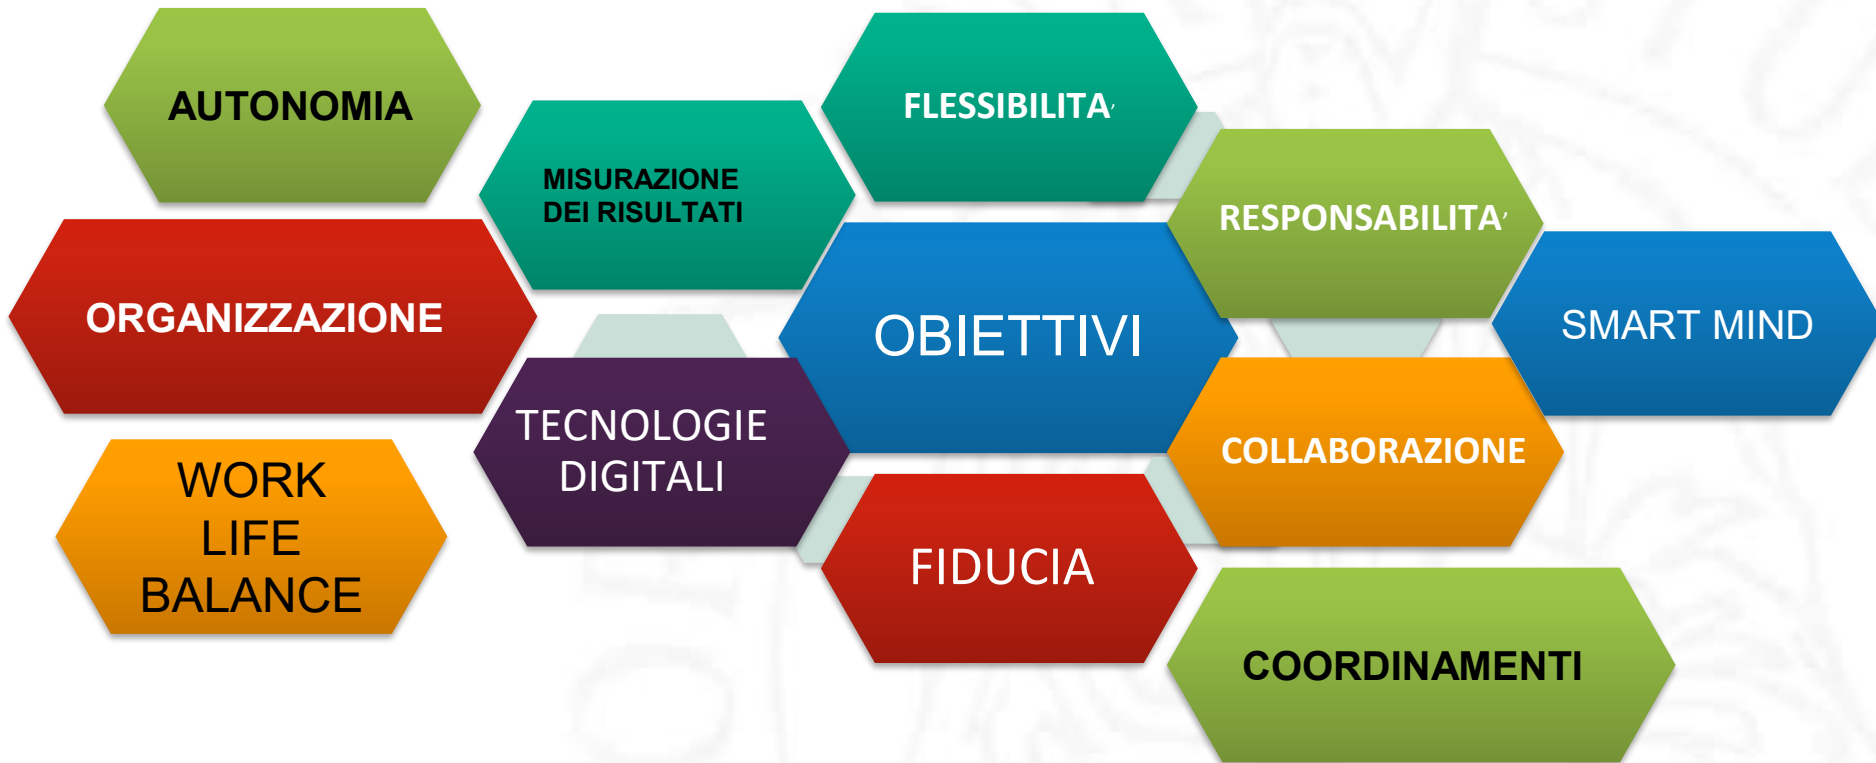 AUTONOMIA
FLESSIBILITA’
MISURAZIONE
DEI RISULTATI
RESPONSABILITA’
ORGANIZZAZIONE
OBIETTIVI
SMART MIND
TECNOLOGIE
DIGITALI
COLLABORAZIONE
WORK
LIFE
BALANCE
FIDUCIA
COORDINAMENTI